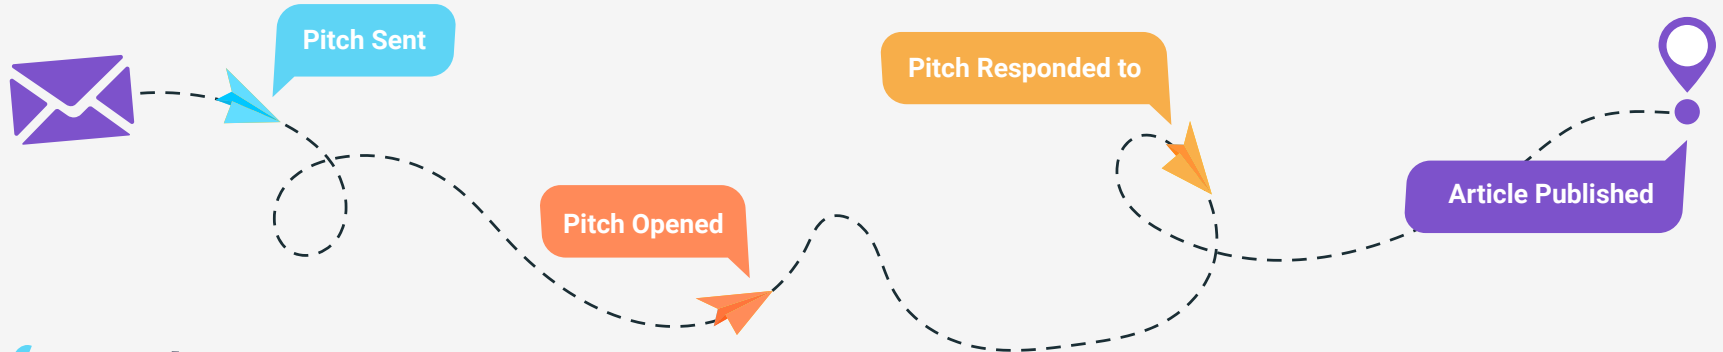 Pitch Sent
Pitch Opened
Pitch Responded to
Article Published